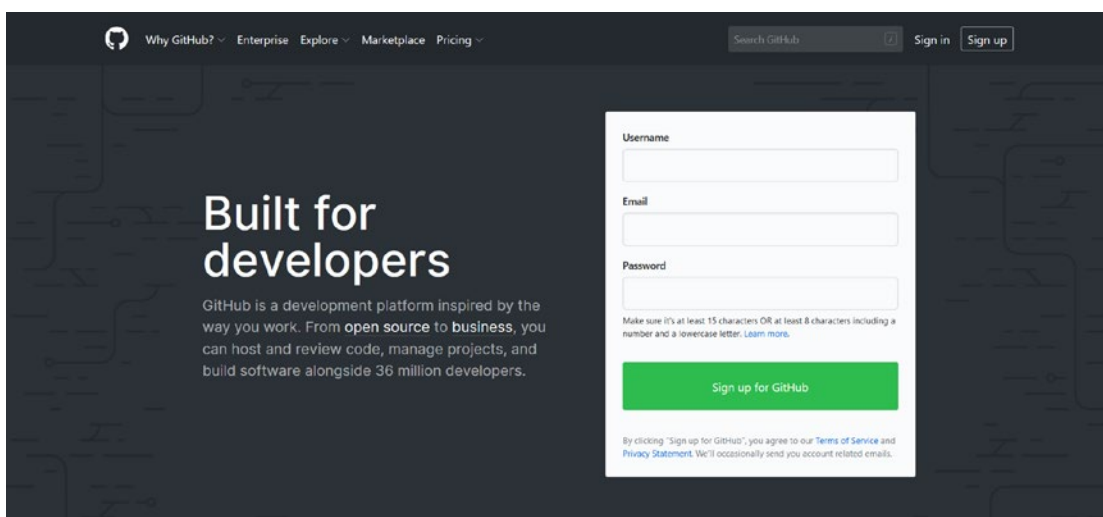 Why GitHub? Enterprise Explore Marketplace Pricing Search GitHub / Sign in Sign up
Built for
developers
GitHub is a development platform inspired by the
way you work. From open source to business, you
can host and review code, manage projects, and
build software alongside 36 million developers.
Username
Email
Password
Make sure it's at least 15 characters OR at least 8 characters including a
number and a lowercase letter. Learn more.
Sign up for GitHub
By clicking "Sign up for GitHub", you agree to our Terms of Service and
Privacy Statement. We'll occasionally send you account related emails.